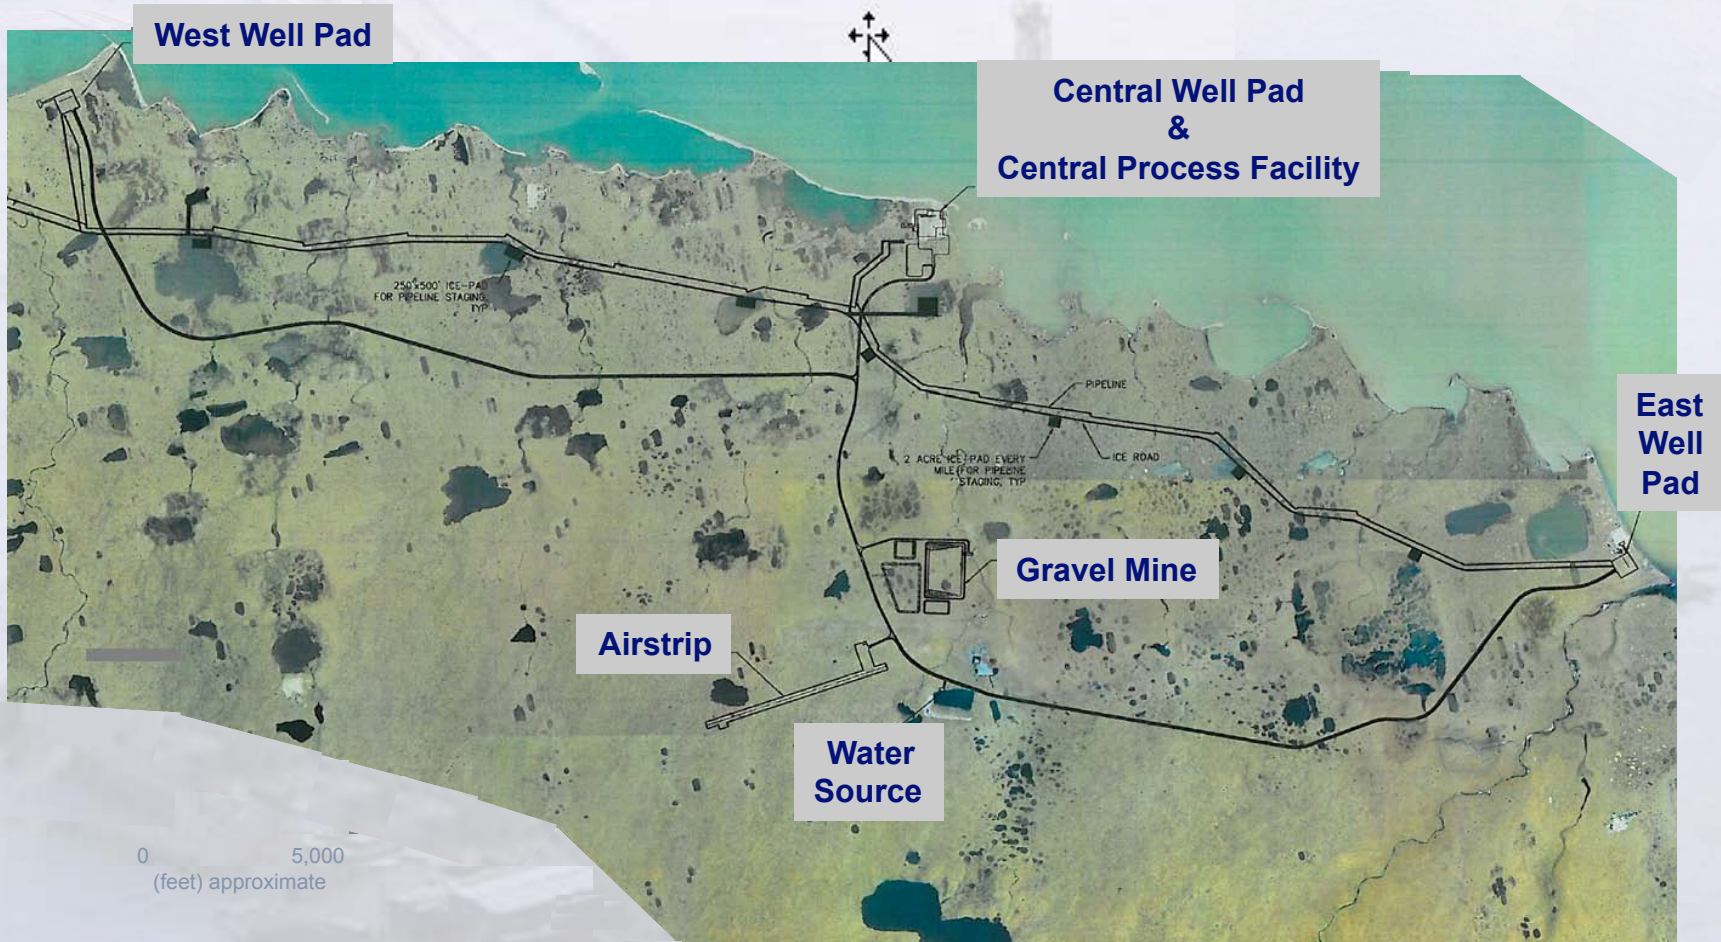 West Well Pad
Central Well Pad
&
Central Process Facility
250'x500' ICE-PAD
FOR PIPELINE STAGING,
TYP
PIPELINE
East
Well
Pad
2 ACRE ICE-PAD EVERY
MILE FOR PIPELINE
STAGING, TYP
ICE ROAD
Gravel Mine
Airstrip
Water
Source
0 5,000
(feet) approximate